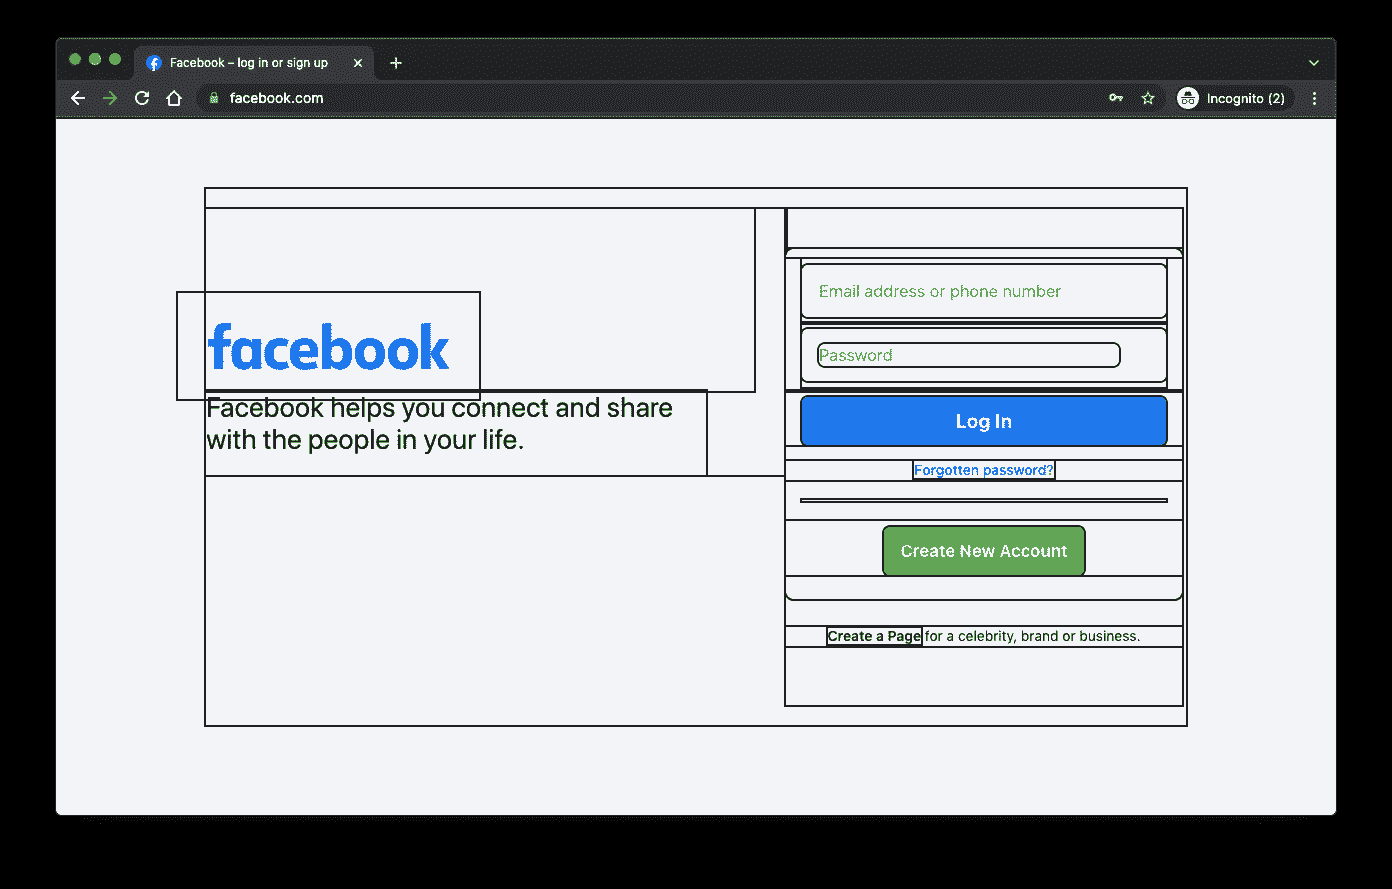 Facebook – log in or sign up
facebook.com
Incognito (2)
facebook
Facebook helps you connect and share
with the people in your life.
Email address or phone number
Password
Log In
Forgotten password?
Create New Account
Create a Page for a celebrity, brand or business.